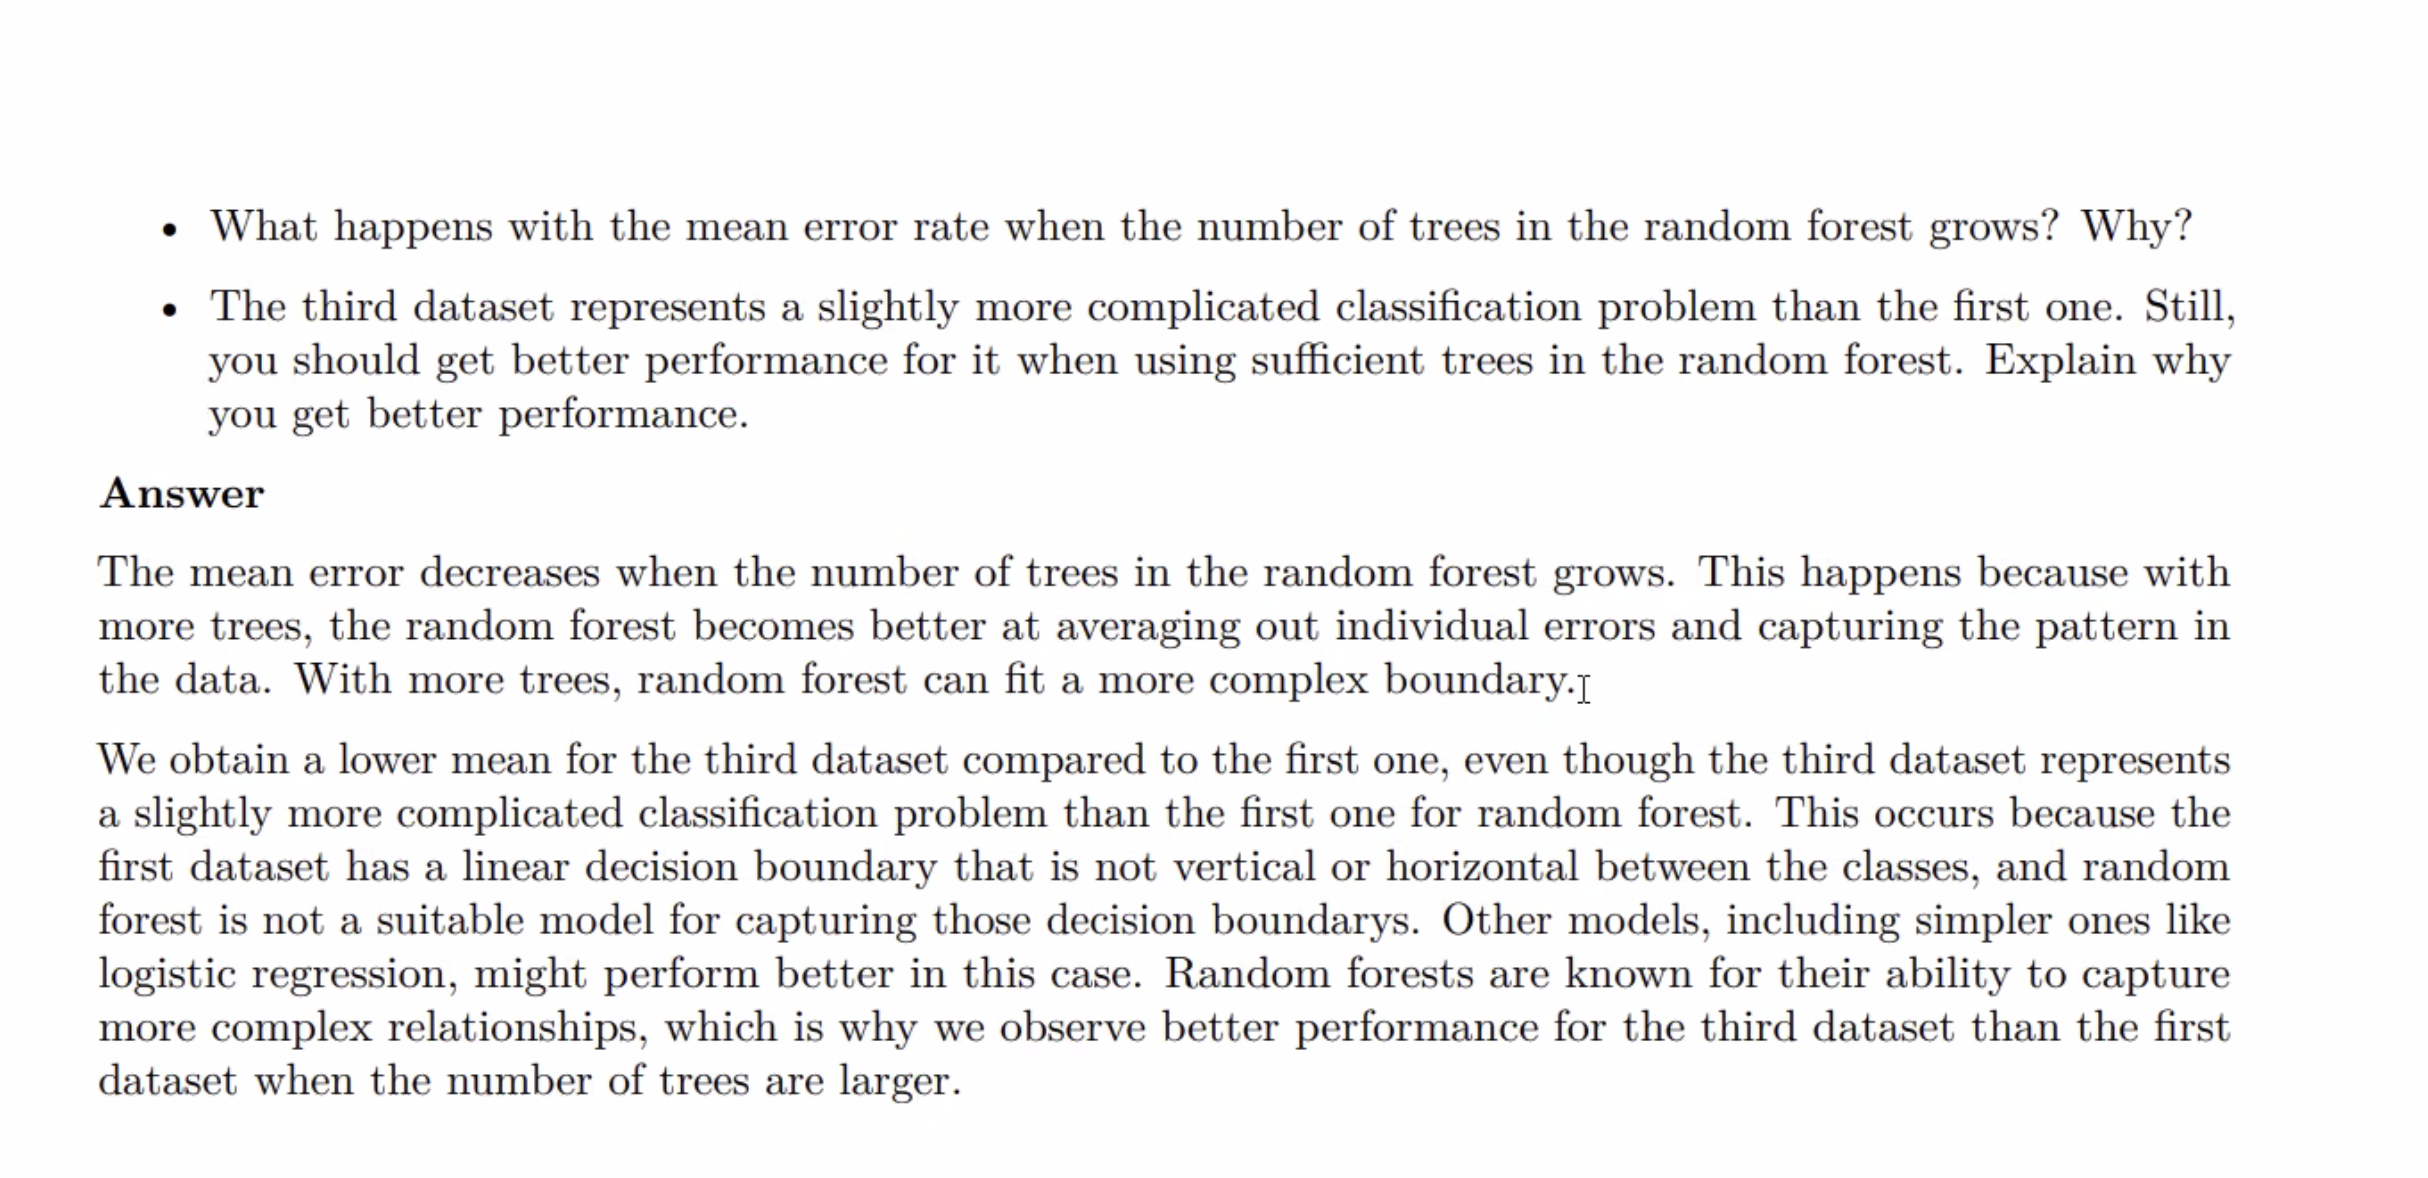 • What happens with the mean error rate when the number of trees in the random forest grows? Why?
• The third dataset represents a slightly more complicated classification problem than the first one. Still,
you should get better performance for it when using sufficient trees in the random forest. Explain why
you get better performance.
Answer
The mean error decreases when the number of trees in the random forest grows. This happens because with
more trees, the random forest becomes better at averaging out individual errors and capturing the pattern in
the data. With more trees, random forest can fit a more complex boundary.
We obtain a lower mean for the third dataset compared to the first one, even though the third dataset represents
a slightly more complicated classification problem than the first one for random forest. This occurs because the
first dataset has a linear decision boundary that is not vertical or horizontal between the classes, and random
forest is not a suitable model for capturing those decision boundarys. Other models, including simpler ones like
logistic regression, might perform better in this case. Random forests are known for their ability to capture
more complex relationships, which is why we observe better performance for the third dataset than the first
dataset when the number of trees are larger.